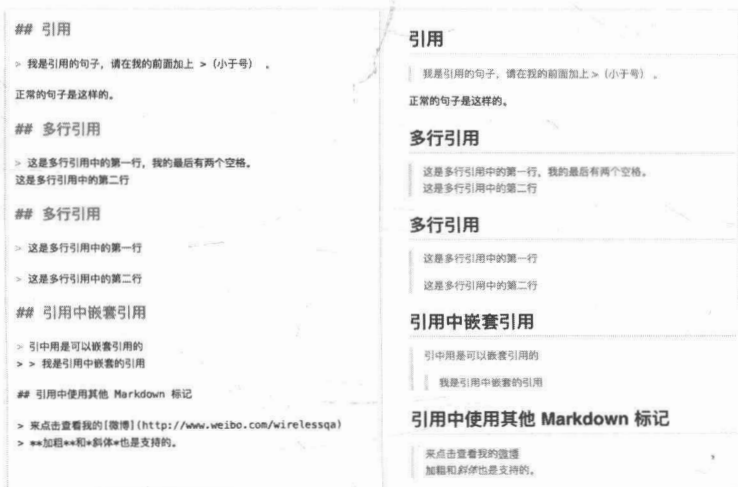 ## 引用
> 我是引用的句子，请在我的前面加上 >（小于号） 。
正常的句子是这样的。
## 多行引用
> 这是多行引用中的第一行，我的最后有两个空格。
这是多行引用中的第二行
## 多行引用
> 这是多行引用中的第一行
> 这是多行引用中的第二行
## 引用中嵌套引用
> 引中用是可以嵌套引用的
> > 我是引用中嵌套的引用
## 引用中使用其他 Markdown 标记
> 来点击查看我的[微博](http://www.weibo.com/wirelessqa)
> **加粗**和*斜体*也是支持的。
引用
我是引用的句子，请在我的前面加上 >（小于号） 。
正常的句子是这样的。
多行引用
这是多行引用中的第一行，我的最后有两个空格。
这是多行引用中的第二行
多行引用
这是多行引用中的第一行
这是多行引用中的第二行
引用中嵌套引用
引中用是可以嵌套引用的
我是引用中嵌套的引用
引用中使用其他 Markdown 标记
来点击查看我的微博
加粗和斜体也是支持的。